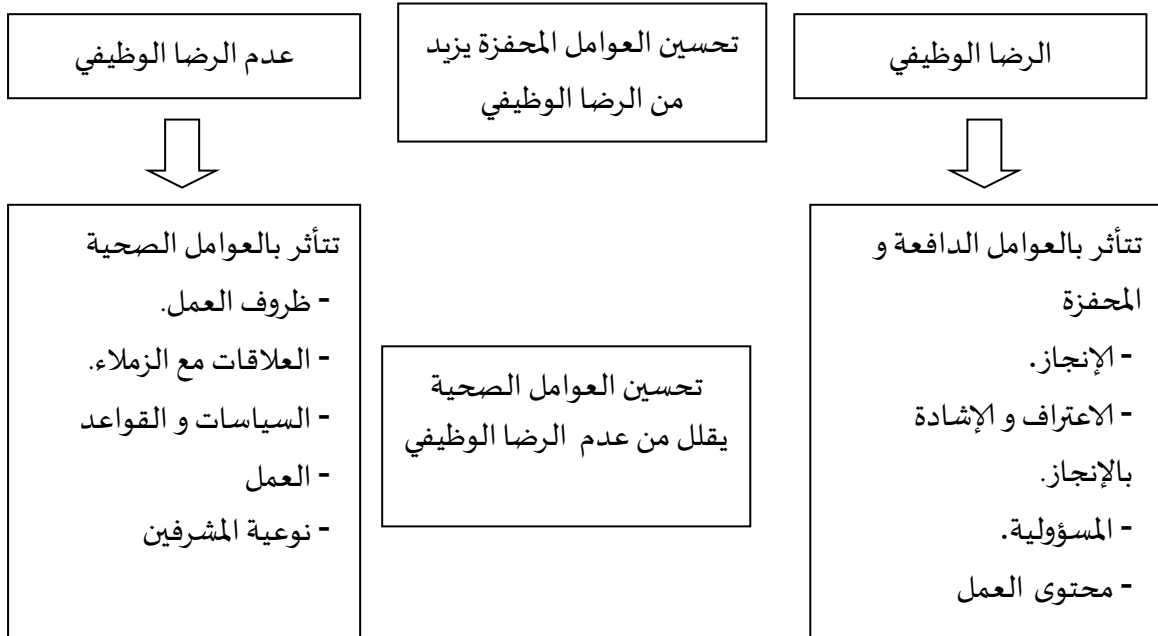 الرضا الوظيفي
تحسين العوامل المحفزة يزيد
من الرضا الوظيفي
عدم الرضا الوظيفي
تتأثر بالعوامل الدافعة و
المحفزة
- الإنجاز.
- الاعتراف و الإشادة
بالإنجاز.
- المسؤولية.
- محتوى العمل
تحسين العوامل الصحية
يقلل من عدم الرضا الوظيفي
تتأثر بالعوامل الصحية
- ظروف العمل.
- العلاقات مع الزملاء.
- السياسات و القواعد
- العمل
- نوعية المشرفين